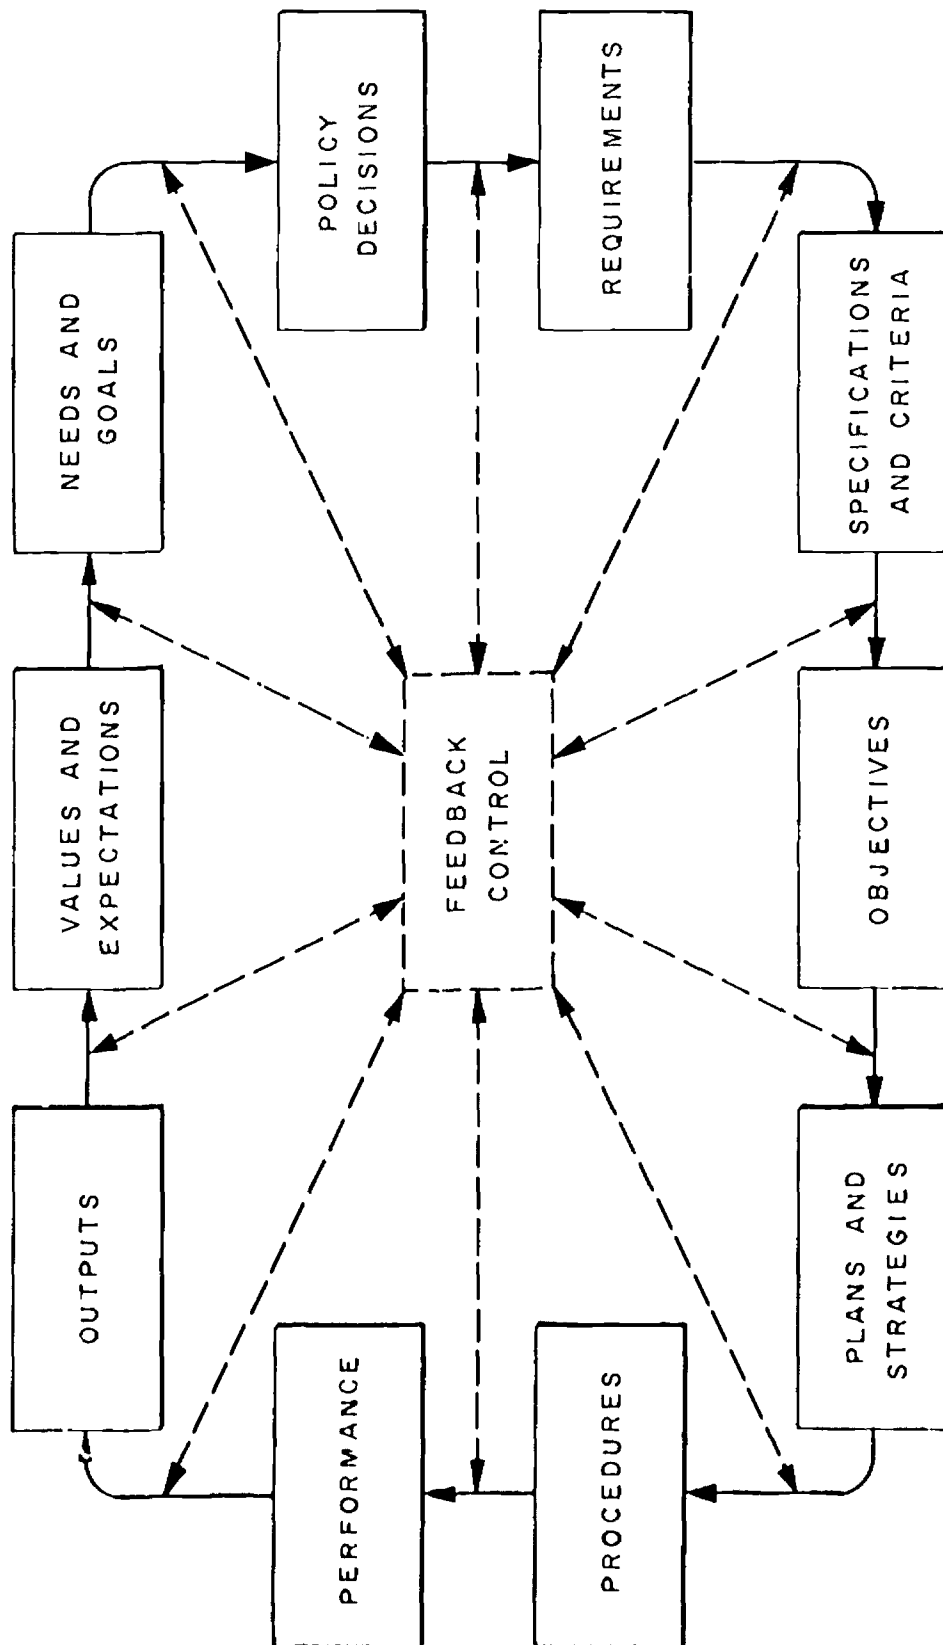 OUTPUTS
VALUES AND
EXPECTATIONS
NEEDS AND
GOALS
PERFORMANCE
POLICY
DECISIONS
FEEDBACK
CONTROL
PROCEDURES
REQUIREMENTS
PLANS AND
STRATEGIES
OBJECTIVES
SPECIFICATIONS
AND CRITERIA